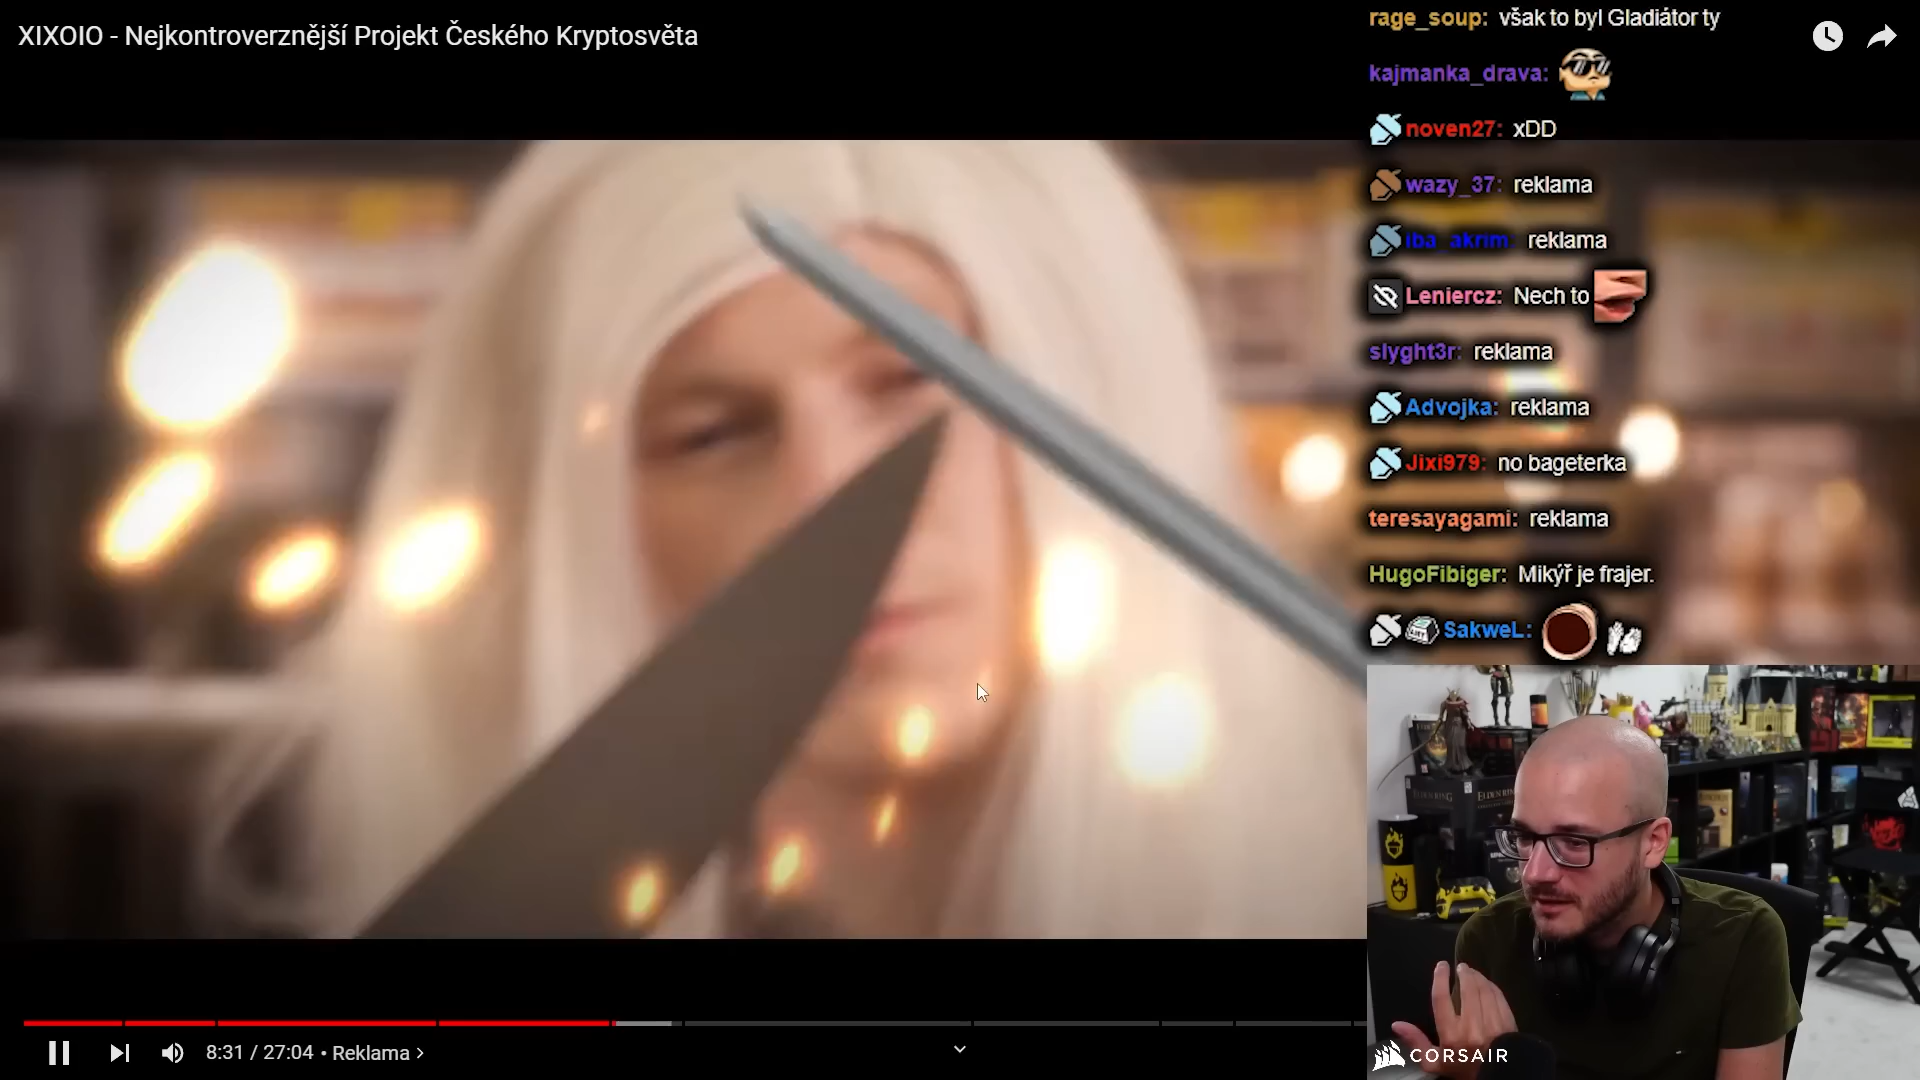 XIXOIO - Nejkontroverznější Projekt Českého Kryptosvěta
rage_soup: však to byl Gladiátor ty
kajmanka_drava:
noven27: xDD
wazy_37: reklama
iba_akrim: reklama
Leniercz: Nech to
slyght3r: reklama
Advojka: reklama
Jixi979: no bageterka
teresayagami: reklama
HugoFibiger: Mikýř je frajer.
SakweL:
ELDEN RING
8:31 / 27:04 • Reklama ›
CORSAIR